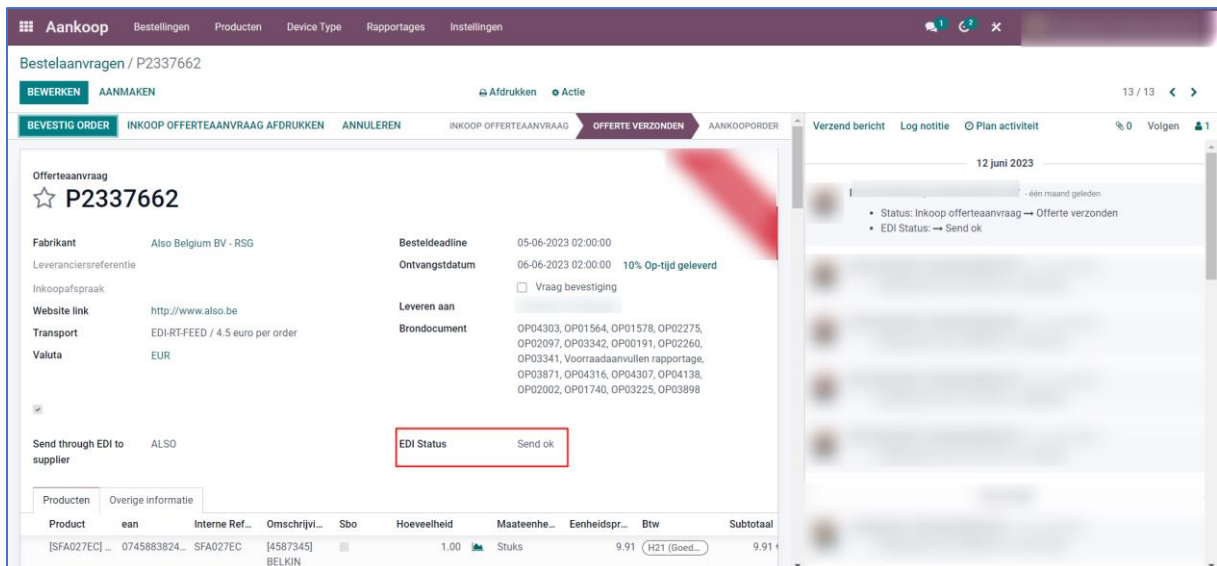 Aankoop Bestellingen Producten Device Type Rapportages Instellingen 1 2
Bestelaanvragen / P2337662
BEWERKEN AANMAKEN Afdrukken Actie 13 / 13
BEVESTIG ORDER INKOOP OFFERTEAANVRAAG AFDRUKKEN ANNULEREN INKOOP OFFERTEAANVRAAG OFFERTE VERZONDEN AANKOOPORDER
Offerteaanvraag
P2337662
Fabrikant Also Belgium BV - RSG
Leveranciersreferentie
Inkoopafspraak
Website link http://www.also.be
Transport EDI-RT-FEED / 4.5 euro per order
Valuta EUR
Besteldeadline 05-06-2023 02:00:00
Ontvangstdatum 06-06-2023 02:00:00 10% Op-tijd geleverd
Vraag bevestiging
Leveren aan
Brondocument OP04303, OP01564, OP01578, OP02275,
OP02097, OP03342, OP00191, OP02260,
OP03341, Voorraadaanvullen rapportage,
OP03871, OP04316, OP04307, OP04138,
OP02002, OP01740, OP03225, OP03898
Send through EDI to ALSO
supplier
EDI Status Send ok
Producten Overige informatie
Product ean Interne Ref... Omschrijvi... Sbo Hoeveelheid Maateenhe... Eenheidspr... Btw Subtotaal
[SFA027EC] ... 0745883824... SFA027EC [4587345] 1.00 Stuks 9.91 H21 (Goed... 9.91
BELKIN
Verzend bericht Log notitie Plan activiteit 0 Volgen 1
12 juni 2023
- één maand geleden
• Status: Inkoop offerteaanvraag → Offerte verzonden
• EDI Status: → Send ok